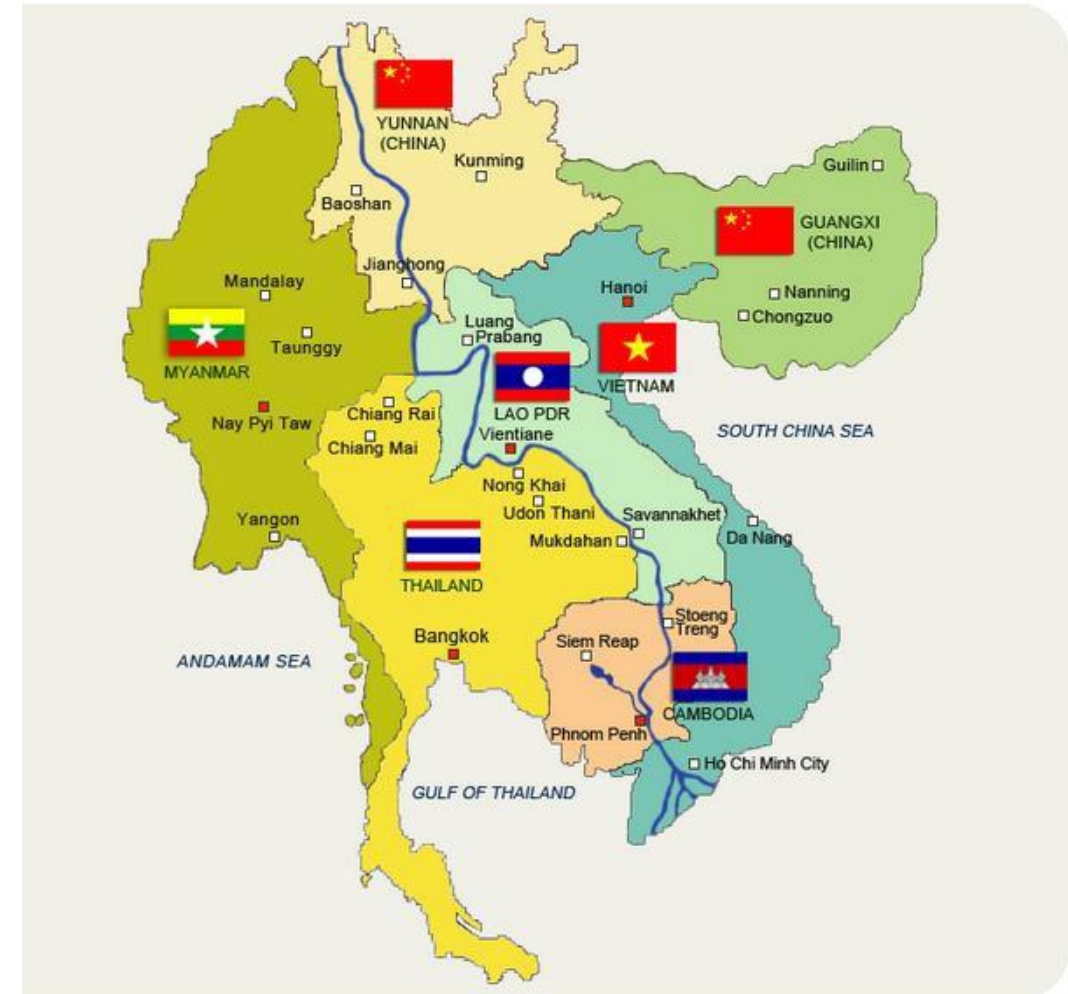 YUNNAN
(CHINA)
Kunming
Baoshan
Jianghong
Guilin
GUANGXI
(CHINA)
Nanning
Chongzuo
Hanoi
VIETNAM
Mandalay
Taunggy
MYANMAR
Nay Pyi Taw
Yangon
Luang
Prabang
LAO PDR
Vientiane
Chiang Rai
Chiang Mai
Nong Khai
Udon Thani
Mukdahan
Savannakhet
Da Nang
SOUTH CHINA SEA
THAILAND
Bangkok
ANDAMAM SEA
Siem Reap
Stoeng
Treng
CAMBODIA
Phnom Penh
Ho Chi Minh City
GULF OF THAILAND